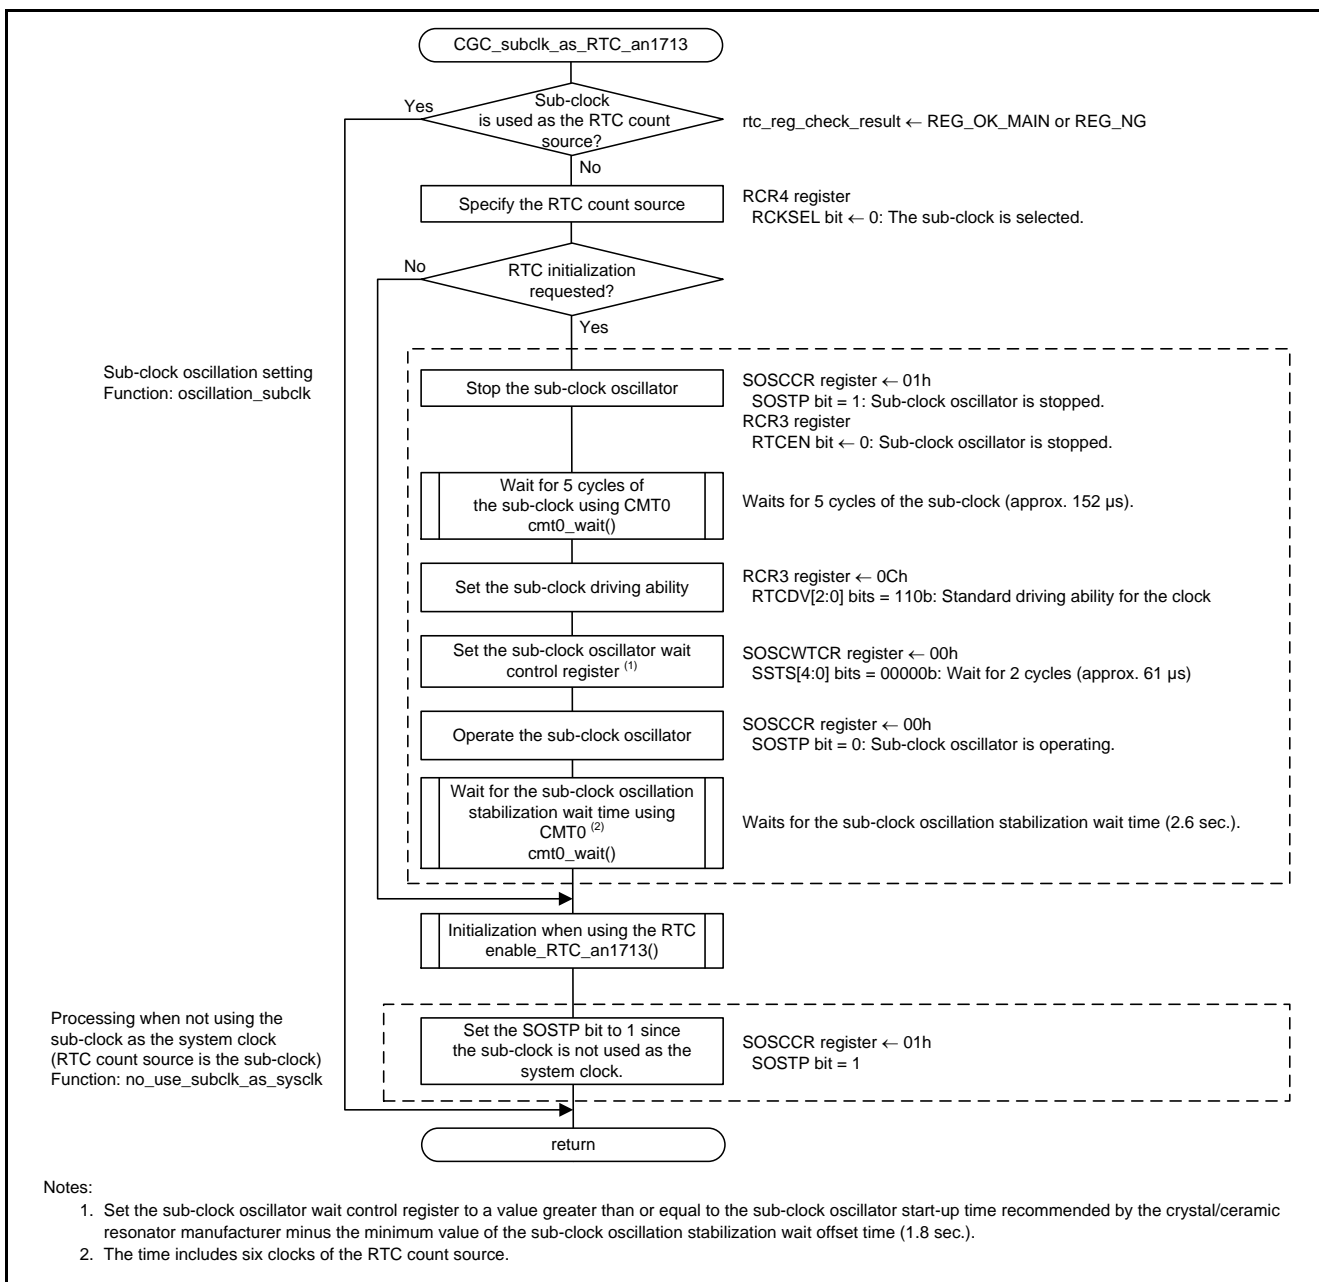 CGC_subclk_as_RTC_an1713
Yes
Sub-clock
is used as the RTC count
source?
rtc_reg_check_result ← REG_OK_MAIN or REG_NG
No
Specify the RTC count source
RCR4 register
RCKSEL bit ← 0: The sub-clock is selected.
No
RTC initialization
requested?
Yes
Sub-clock oscillation setting
Function: oscillation_subclk
Stop the sub-clock oscillator
SOSCCR register ← 01h
SOSTP bit = 1: Sub-clock oscillator is stopped.
RCR3 register
RTCEN bit ← 0: Sub-clock oscillator is stopped.
Wait for 5 cycles of
the sub-clock using CMT0
cmt0_wait()
Waits for 5 cycles of the sub-clock (approx. 152 µs).
Set the sub-clock driving ability
RCR3 register ← 0Ch
RTCDV[2:0] bits = 110b: Standard driving ability for the clock
Set the sub-clock oscillator wait
control register (1)
SOSCWTCR register ← 00h
SSTS[4:0] bits = 00000b: Wait for 2 cycles (approx. 61 µs)
Operate the sub-clock oscillator
SOSCCR register ← 00h
SOSTP bit = 0: Sub-clock oscillator is operating.
Wait for the sub-clock oscillation
stabilization wait time using
CMT0 (2)
cmt0_wait()
Waits for the sub-clock oscillation stabilization wait time (2.6 sec.).
Initialization when using the RTC
enable_RTC_an1713()
Processing when not using the
sub-clock as the system clock
(RTC count source is the sub-clock)
Function: no_use_subclk_as_sysclk
Set the SOSTP bit to 1 since
the sub-clock is not used as the
system clock.
SOSCCR register ← 01h
SOSTP bit = 1
return
Notes:
1. Set the sub-clock oscillator wait control register to a value greater than or equal to the sub-clock oscillator start-up time recommended by the crystal/ceramic
resonator manufacturer minus the minimum value of the sub-clock oscillation stabilization wait offset time (1.8 sec.).
2. The time includes six clocks of the RTC count source.